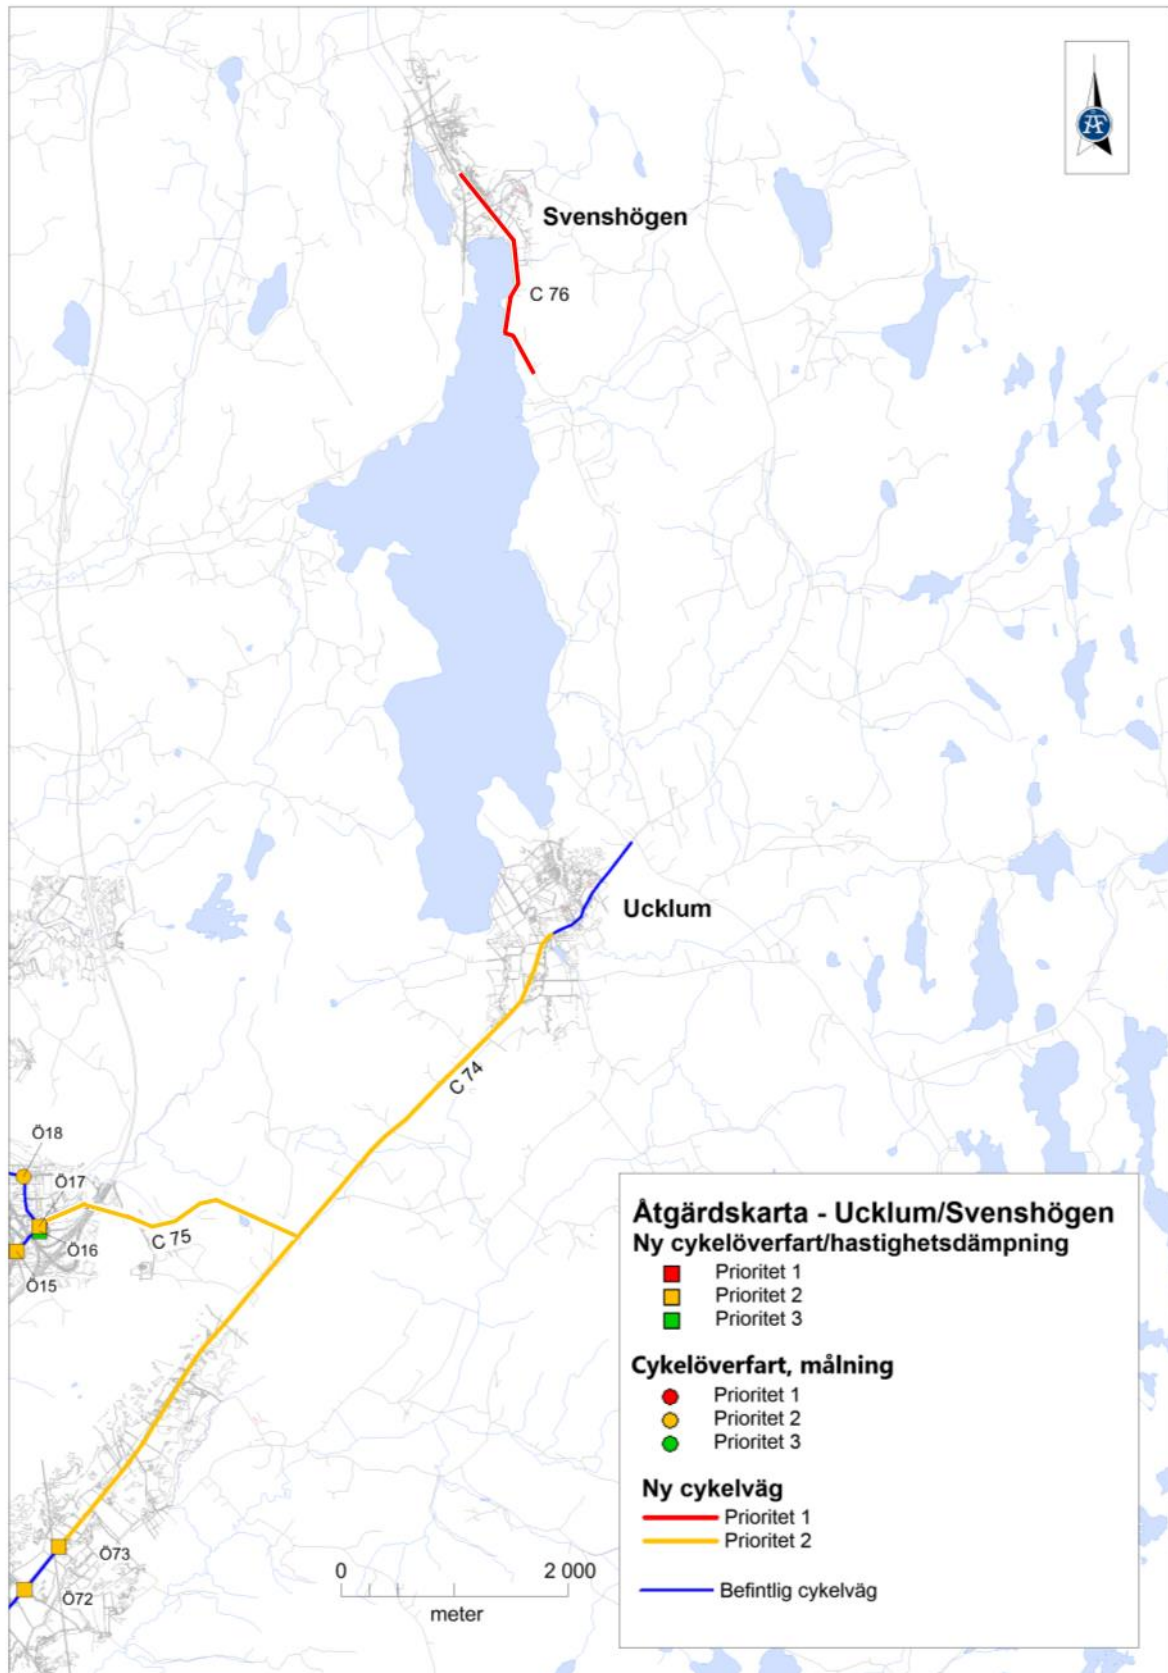 ÅF
Svenshögen
C 76
Ucklum
C 74
Ö18
Ö17
C 75
Ö16
Ö15
Ö73
Ö72
0 2 000
meter
Åtgärdskarta - Ucklum/Svenshögen
Ny cykelöverfart/hastighetsdämpning
Prioritet 1
Prioritet 2
Prioritet 3
Cykelöverfart, målning
Prioritet 1
Prioritet 2
Prioritet 3
Ny cykelväg
Prioritet 1
Prioritet 2
Befintlig cykelväg